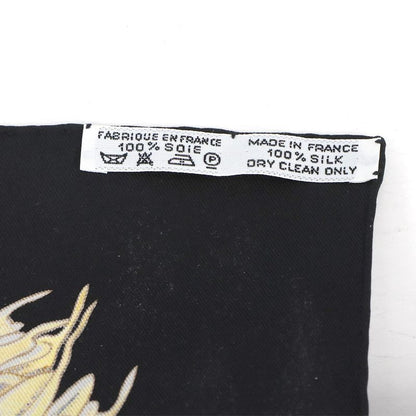 FABRIQUE EN FRANCE
100% SOIE
P
MADE IN FRANCE
100% SILK
DRY CLEAN ONLY